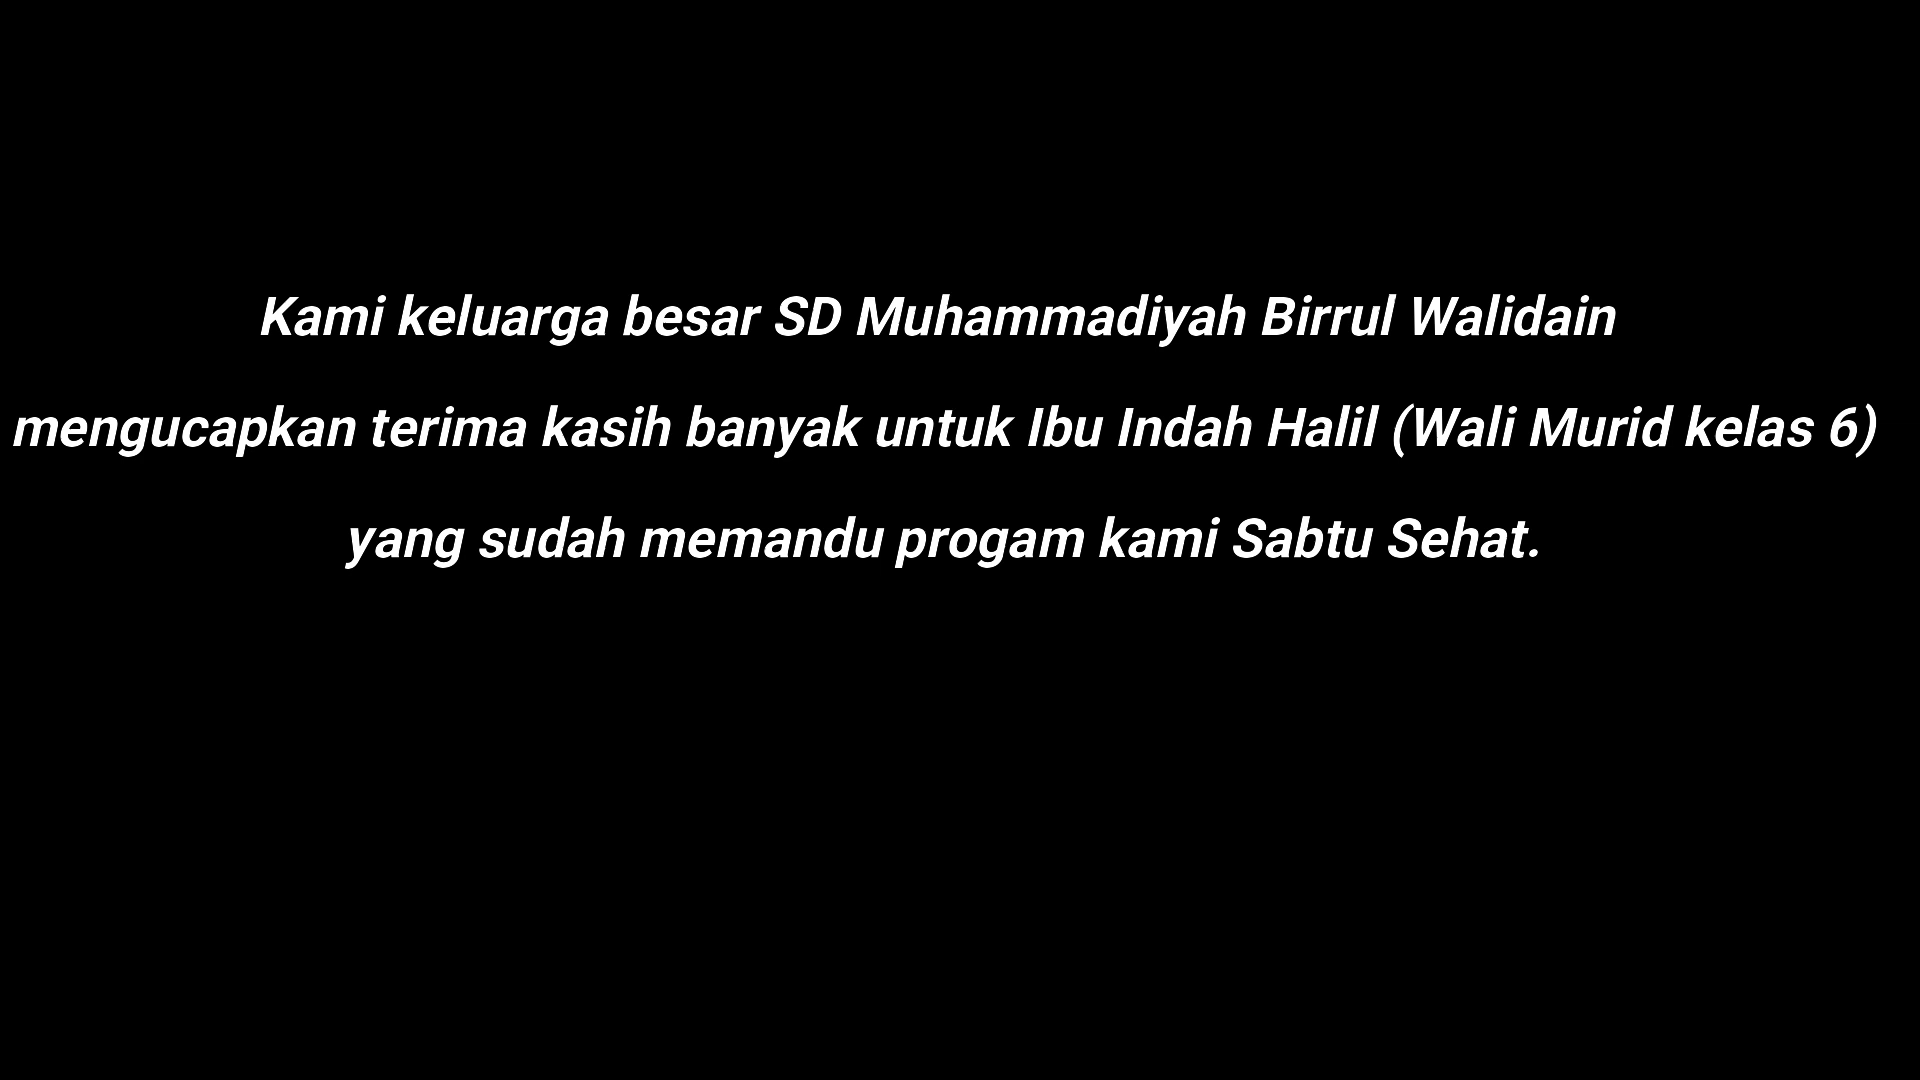 Kami keluarga besar SD Muhammadiyah Birrul Walidain
mengucapkan terima kasih banyak untuk Ibu Indah Halil (Wali Murid kelas 6)
yang sudah memandu progam kami Sabtu Sehat.